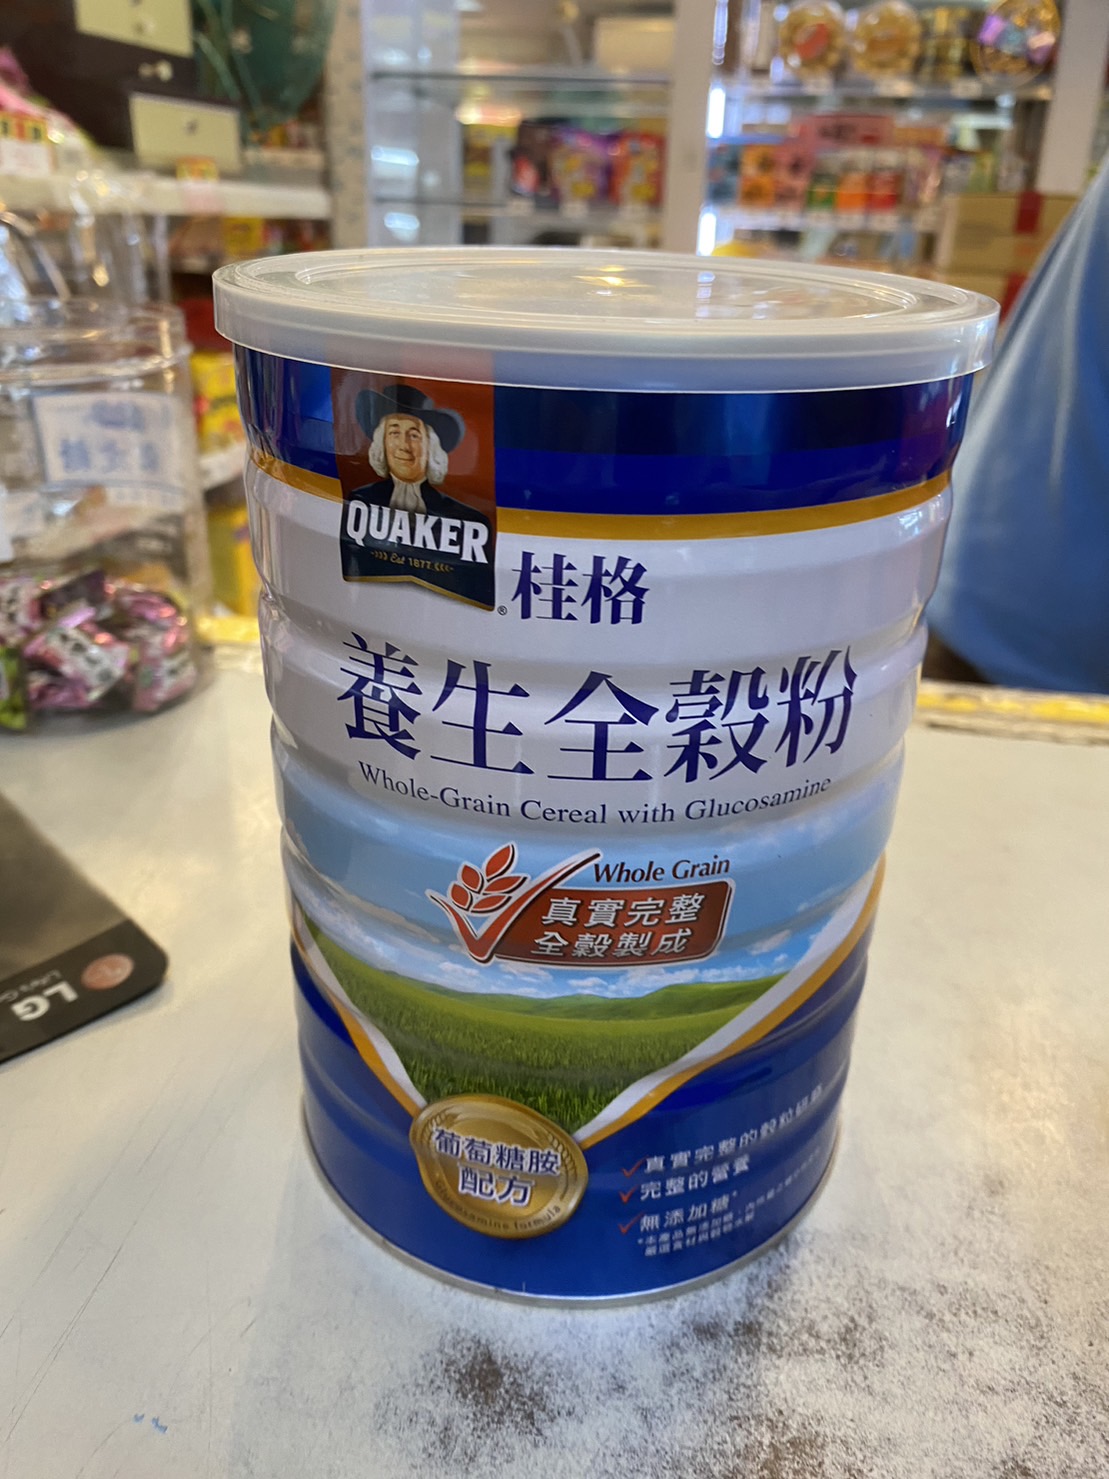 QUAKER
Est 1877
®
桂格
養生全穀粉
Whole-Grain Cereal with Glucosamine
Whole Grain
真實完整
全穀製成
葡萄糖胺
配方
Glucosamine formula
真實完整的穀粒
完整的營養
無添加糖*
LG